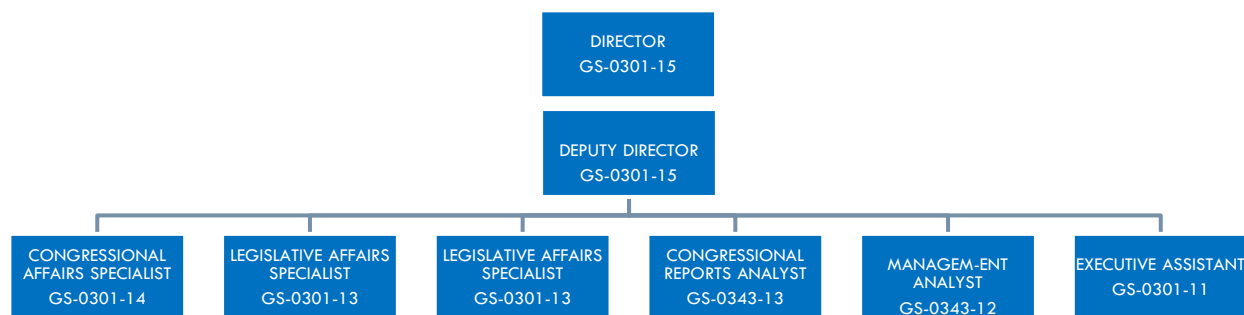 DIRECTOR
GS-0301-15
DEPUTY DIRECTOR
GS-0301-15
CONGRESSIONAL
AFFAIRS SPECIALIST
GS-0301-14
LEGISLATIVE AFFAIRS
SPECIALIST
GS-0301-13
LEGISLATIVE AFFAIRS
SPECIALIST
GS-0301-13
CONGRESSIONAL
REPORTS ANALYST
GS-0343-13
MANAGEM-ENT
ANALYST
GS-0343-12
EXECUTIVE ASSISTANT
GS-0301-11